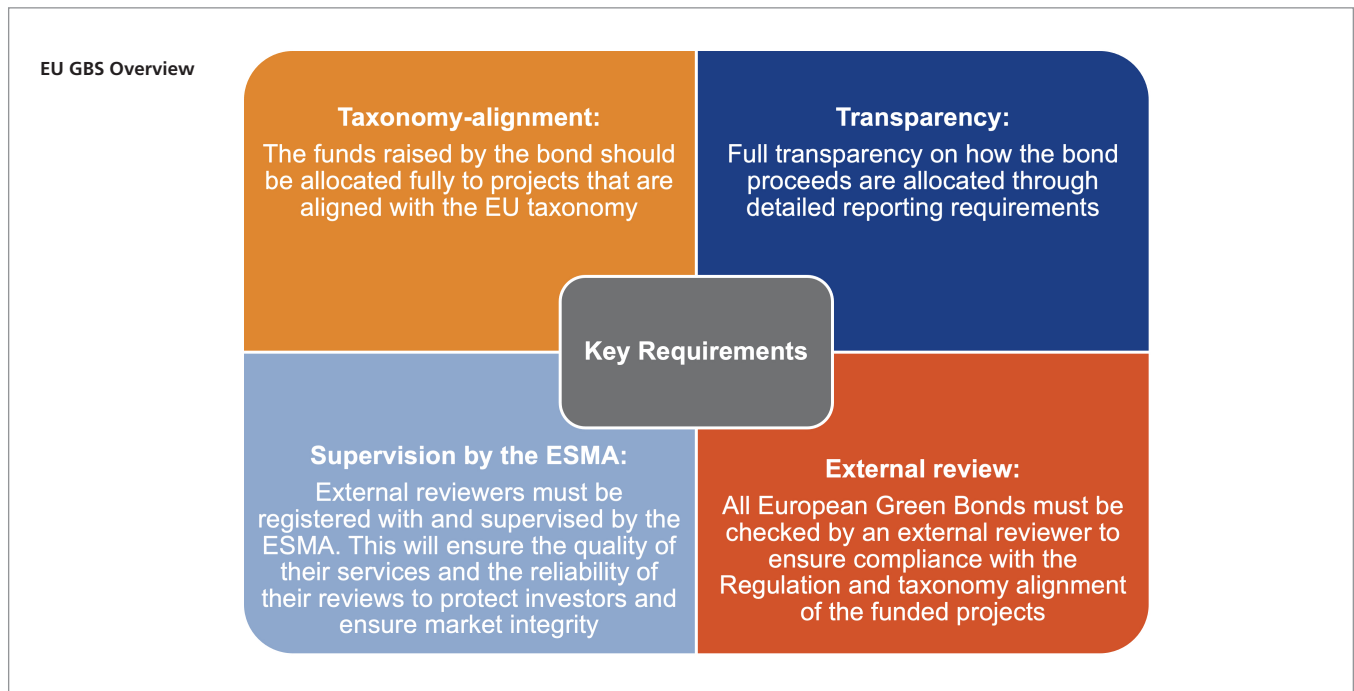 EU GBS Overview
Taxonomy-alignment:
The funds raised by the bond should
be allocated fully to projects that are
aligned with the EU taxonomy
Transparency:
Full transparency on how the bond
proceeds are allocated through
detailed reporting requirements
Key Requirements
Supervision by the ESMA:
External reviewers must be
registered with and supervised by the
ESMA. This will ensure the quality of
their services and the reliability of
their reviews to protect investors and
ensure market integrity
External review:
All European Green Bonds must be
checked by an external reviewer to
ensure compliance with the
Regulation and taxonomy alignment
of the funded projects